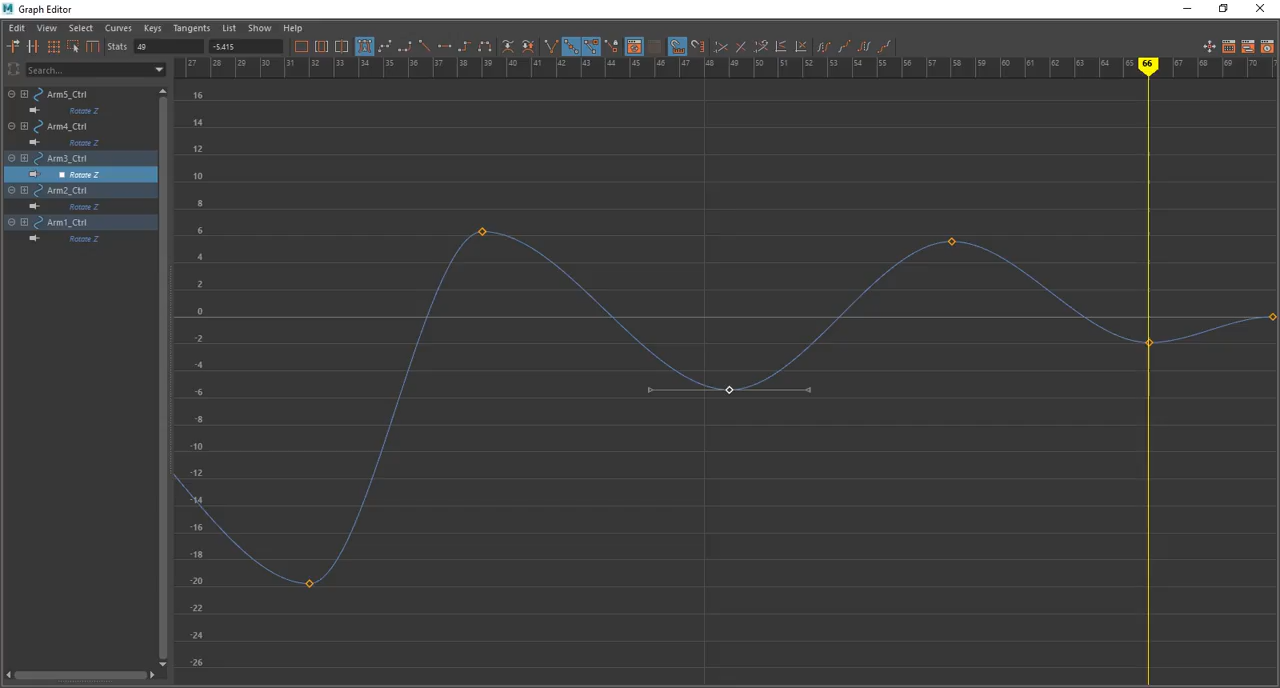 Graph Editor
Edit View Select Curves Keys Tangents List Show Help
Stats 49 -5.415
Search...
27 28 29 30 31 32 33 34 35 36 37 38 39 40 41 42 43 44 45 46 47 48 49 50 51 52 53 54 55 56 57 58 59 60 61 62 63 64 65 66 67 68 69 70
Arm5_Ctrl
Rotate Z
Arm4_Ctrl
Rotate Z
Arm3_Ctrl
Rotate Z
Arm2_Ctrl
Rotate Z
Arm1_Ctrl
Rotate Z
16
14
12
10
8
6
4
2
0
-2
-4
-6
-8
-10
-12
-14
-16
-18
-20
-22
-24
-26